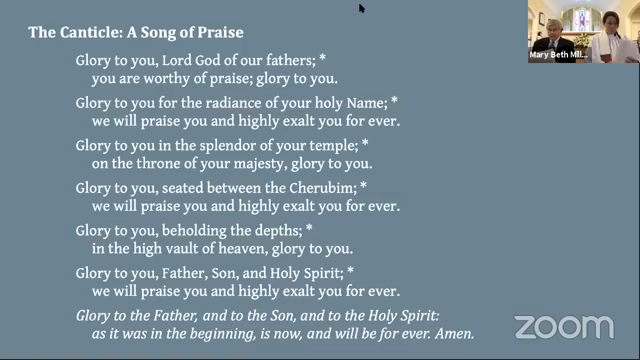 The Canticle: A Song of Praise
Glory to you, Lord God of our fathers; *
you are worthy of praise; glory to you.
Glory to you for the radiance of your holy Name; *
we will praise you and highly exalt you for ever.
Glory to you in the splendor of your temple; *
on the throne of your majesty, glory to you.
Glory to you, seated between the Cherubim; *
we will praise you and highly exalt you for ever.
Glory to you, beholding the depths; *
in the high vault of heaven, glory to you.
Glory to you, Father, Son, and Holy Spirit; *
we will praise you and highly exalt you for ever.
Glory to the Father, and to the Son, and to the Holy Spirit:
as it was in the beginning, is now, and will be for ever. Amen.
Mary Beth Mll...
zoom